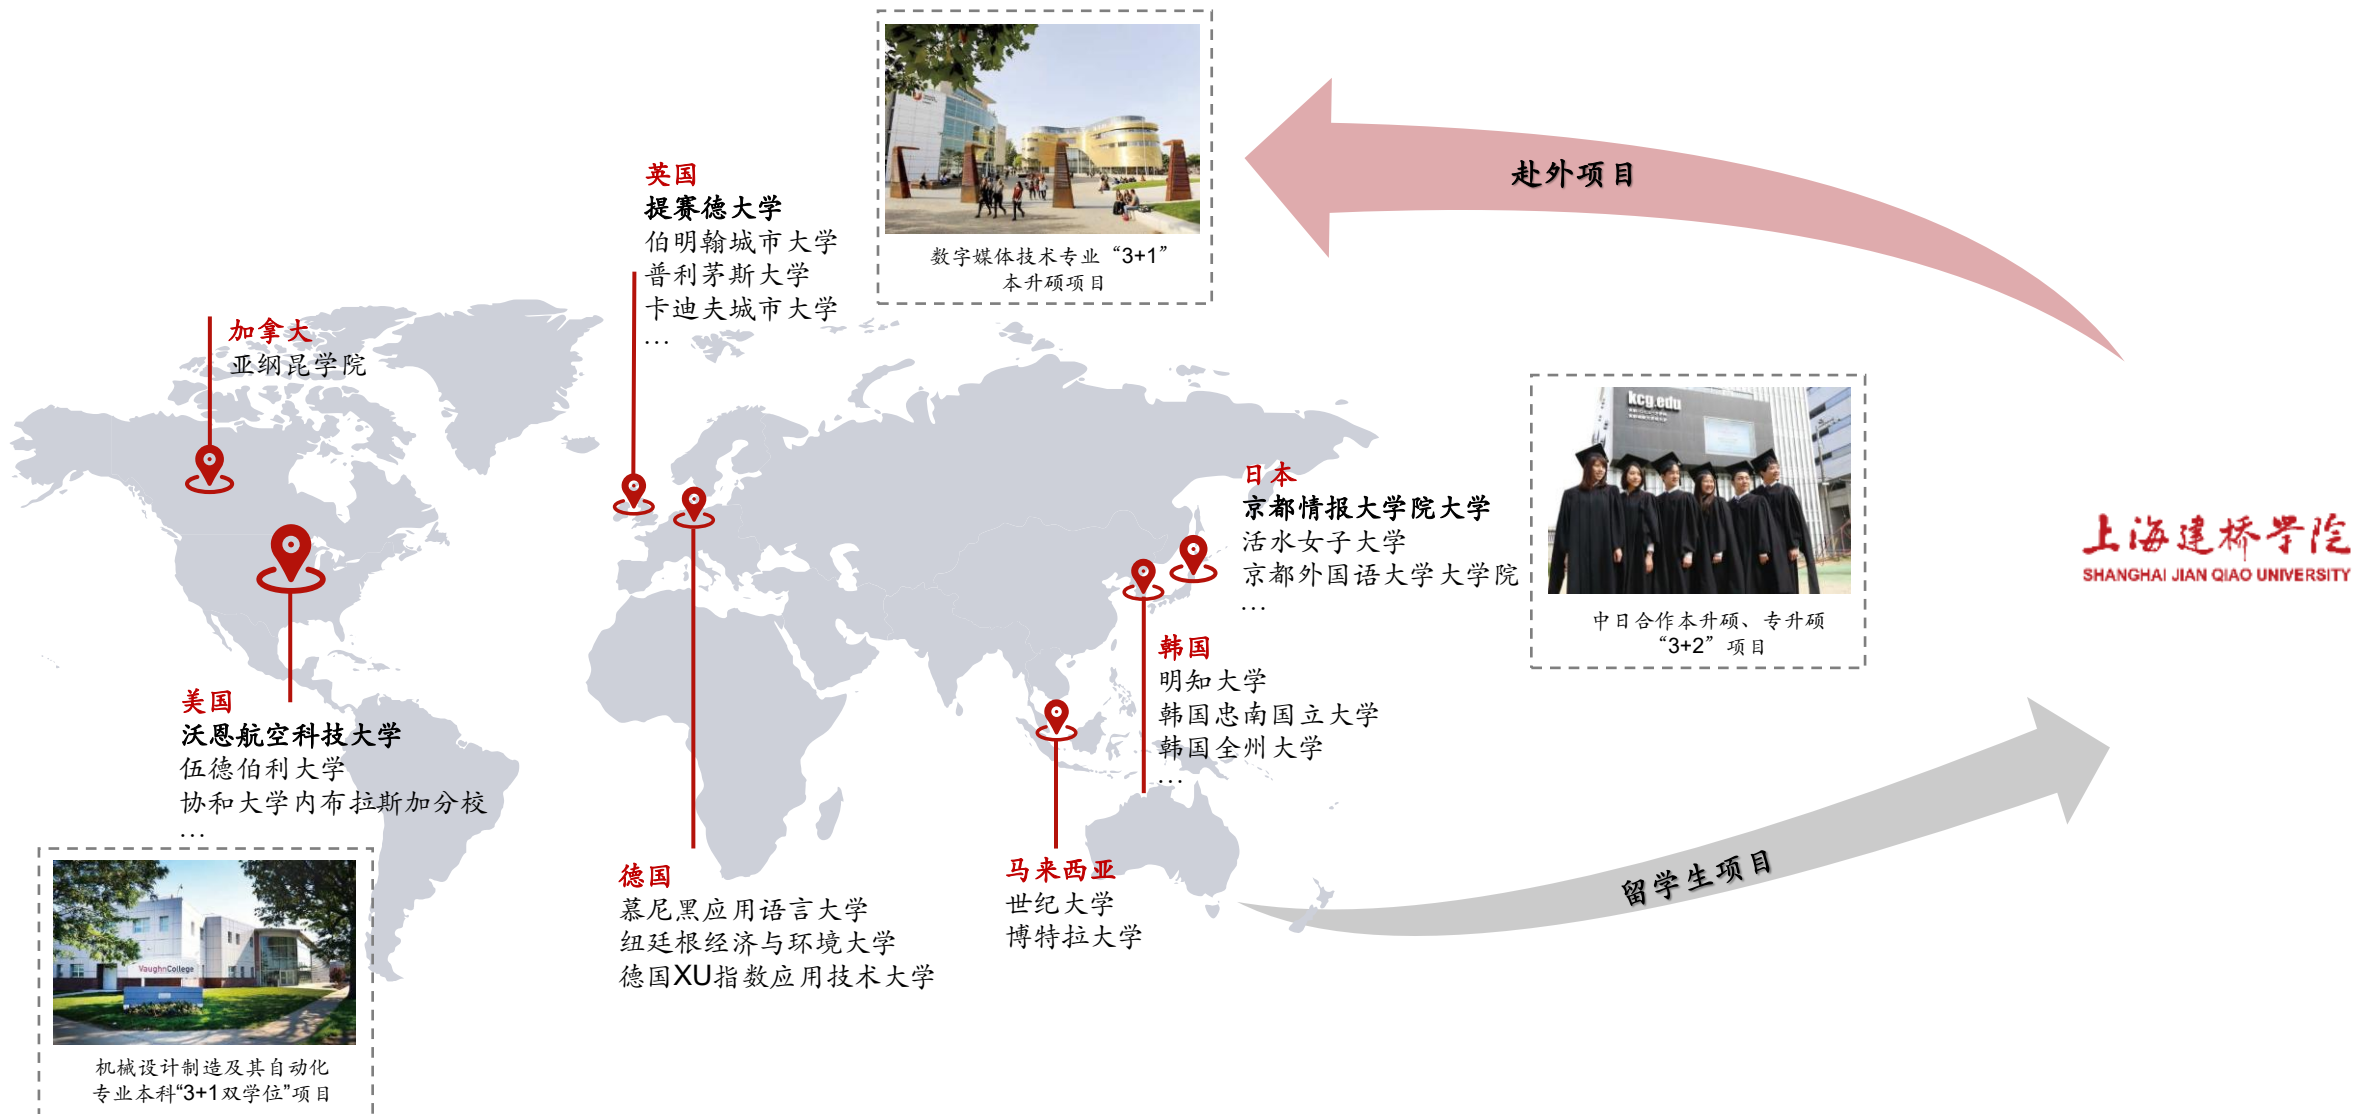 数字媒体技术专业“3+1”
本升硕项目
赴外项目
英国
提赛德大学
伯明翰城市大学
普利茅斯大学
卡迪夫城市大学
…
加拿大
亚纲昆学院
日本
京都情报大学院大学
活水女子大学
京都外国语大学大学院
…
kcg.edu
中日合作本升硕、专升硕
“3+2”项目
上海建桥学院
SHANGHAI JIAN QIAO UNIVERSITY
韩国
明知大学
韩国忠南国立大学
韩国全州大学
…
美国
沃恩航空科技大学
伍德伯利大学
协和大学内布拉斯加分校
…
德国
慕尼黑应用语言大学
纽廷根经济与环境大学
德国XU指数应用技术大学
马来西亚
世纪大学
博特拉大学
留学生项目
VaughnCollege
机械设计制造及其自动化
专业本科“3+1双学位”项目